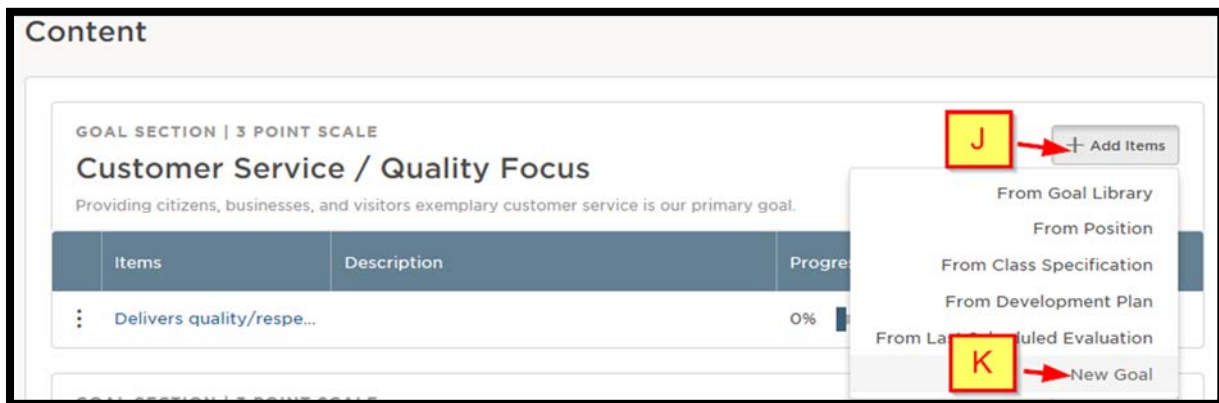 Content
GOAL SECTION | 3 POINT SCALE
Customer Service / Quality Focus
Providing citizens, businesses, and visitors exemplary customer service is our primary goal.
J
+ Add Items
From Goal Library
From Position
From Class Specification
From Development Plan
From Last Scheduled Evaluation
K
New Goal
Items Description Progre
Delivers quality/respe... 0%
GOAL SECTION | 3 POINT SCALE